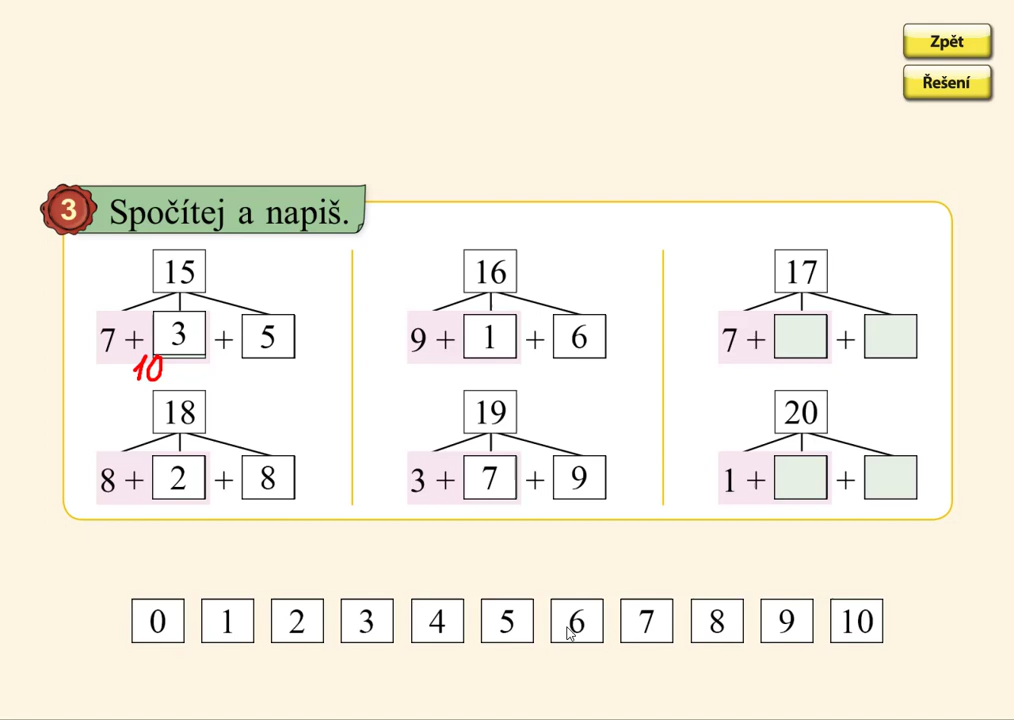 Zpět
Řešení
3 Spočítej a napiš.
15 16 17
7 + 3 + 5 9 + 1 + 6 7 + +
10
18 19 20
8 + 2 + 8 3 + 7 + 9 1 + +
0 1 2 3 4 5 6 7 8 9 10